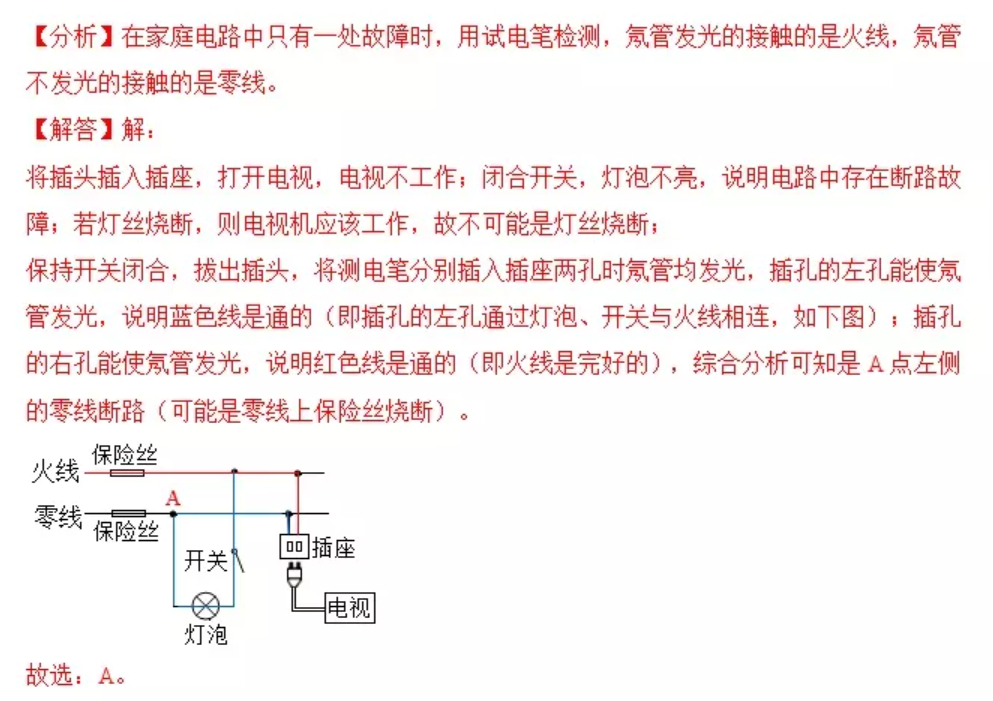 【分析】在家庭电路中只有一处故障时，用试电笔检测，氖管发光的接触的是火线，氖管
不发光的接触的是零线。
【解答】解：
将插头插入插座，打开电视，电视不工作；闭合开关，灯泡不亮，说明电路中存在断路故
障；若灯丝烧断，则电视机应该工作，故不可能是灯丝烧断；
保持开关闭合，拔出插头，将测电笔分别插入插座两孔时氖管均发光，插孔的左孔能使氖
管发光，说明蓝色线是通的（即插孔的左孔通过灯泡、开关与火线相连，如下图）；插孔
的右孔能使氖管发光，说明红色线是通的（即火线是完好的），综合分析可知是 A 点左侧
的零线断路（可能是零线上保险丝烧断）。
保险丝
火线
A
零线
保险丝
开关
插座
电视
灯泡
故选：A。